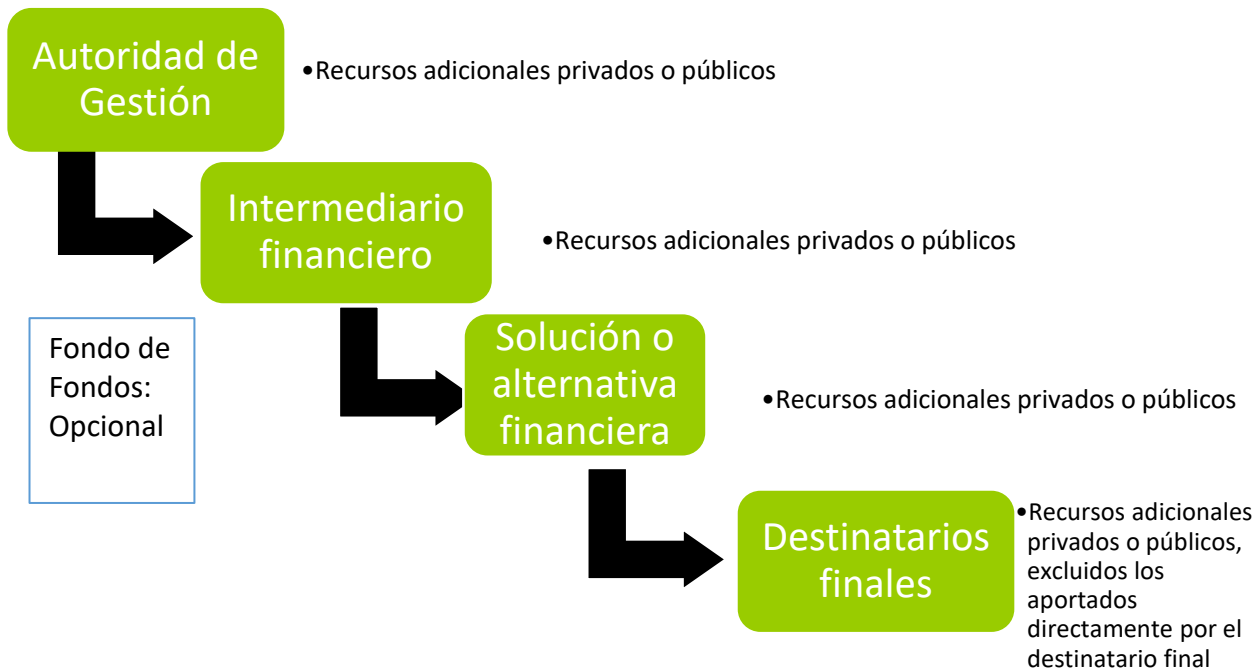 Autoridad de
Gestión
•Recursos adicionales privados o públicos
Intermediario
financiero
•Recursos adicionales privados o públicos
Fondo de
Fondos:
Opcional
Solución o
alternativa
financiera
•Recursos adicionales privados o públicos
Destinatarios
finales
•Recursos adicionales
privados o públicos,
excluidos los
aportados
directamente por el
destinatario final